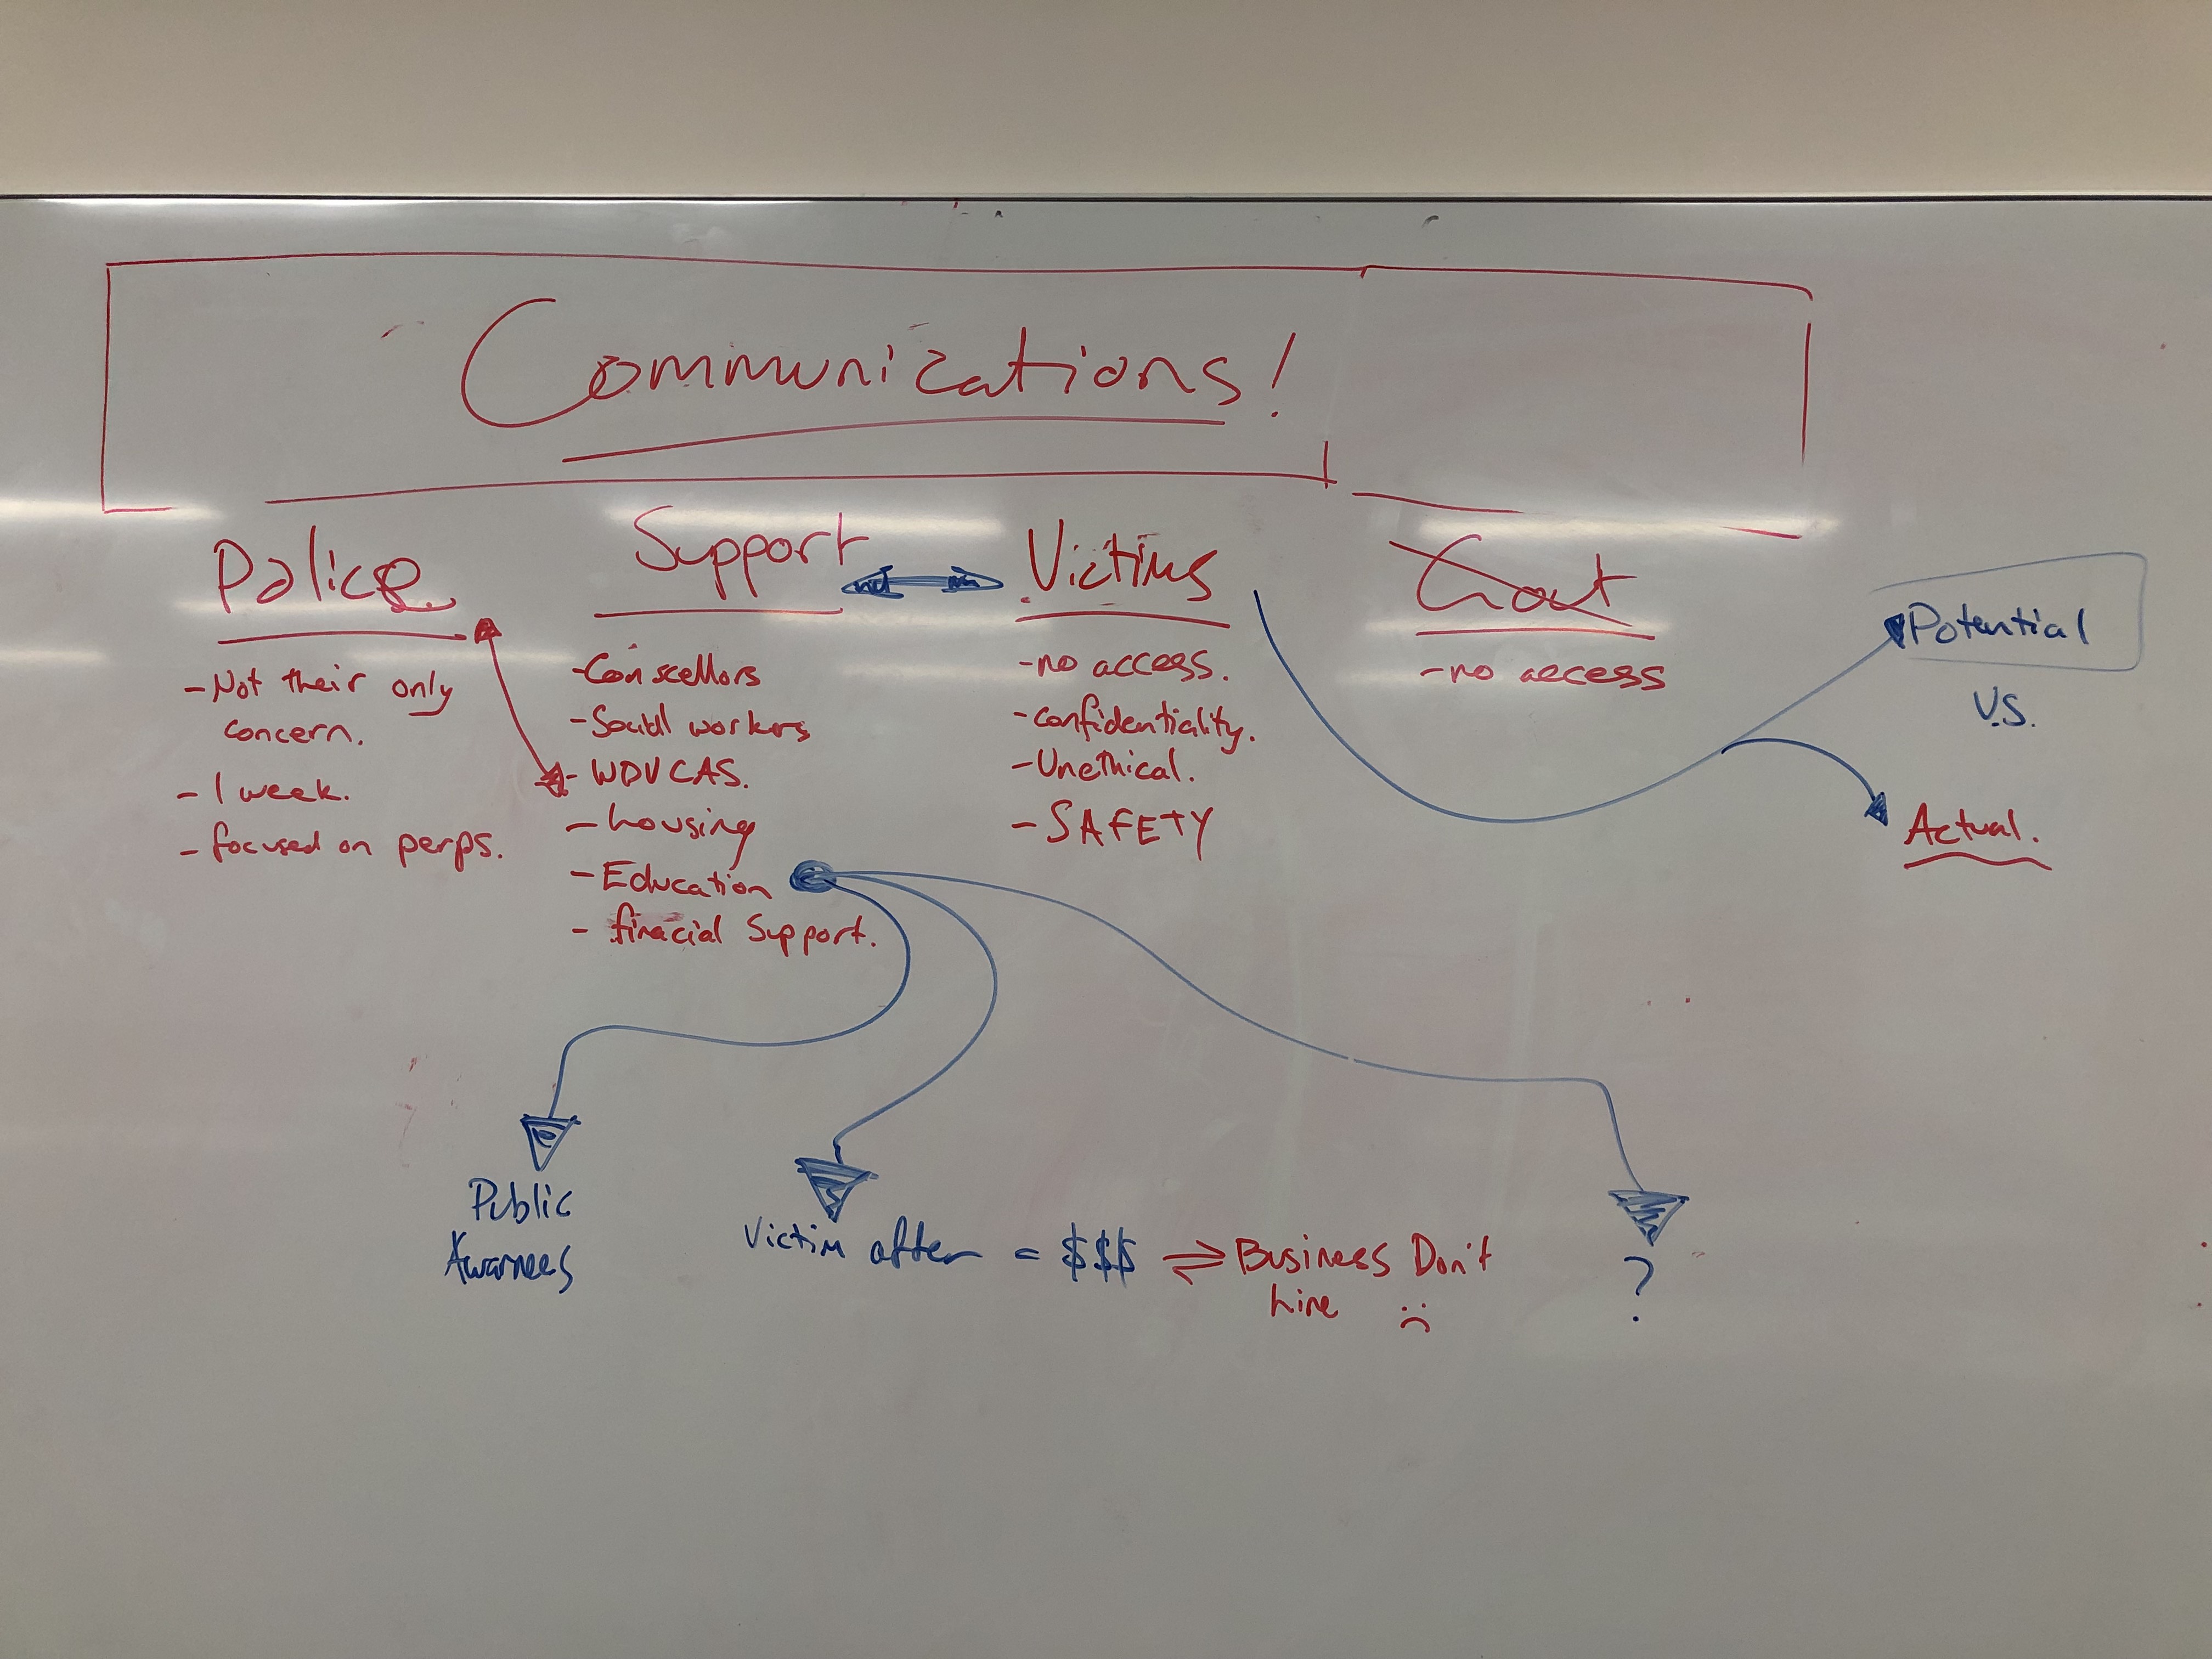 Communications!
Police
- Not their only
concern.
- 1 week.
- focused on perps.
Support
- Conscellors
- Social workers
- WDVCAS.
- housing
- Education
- finacial Support.
Victims
- no access.
- confidentiality.
- Unethical.
- SAFETY
Govt
- no access
Potential
V.S.
Actual.
Public
Awarnees
Victim after = $$$ ⇌ Business Don't
hire :(
?